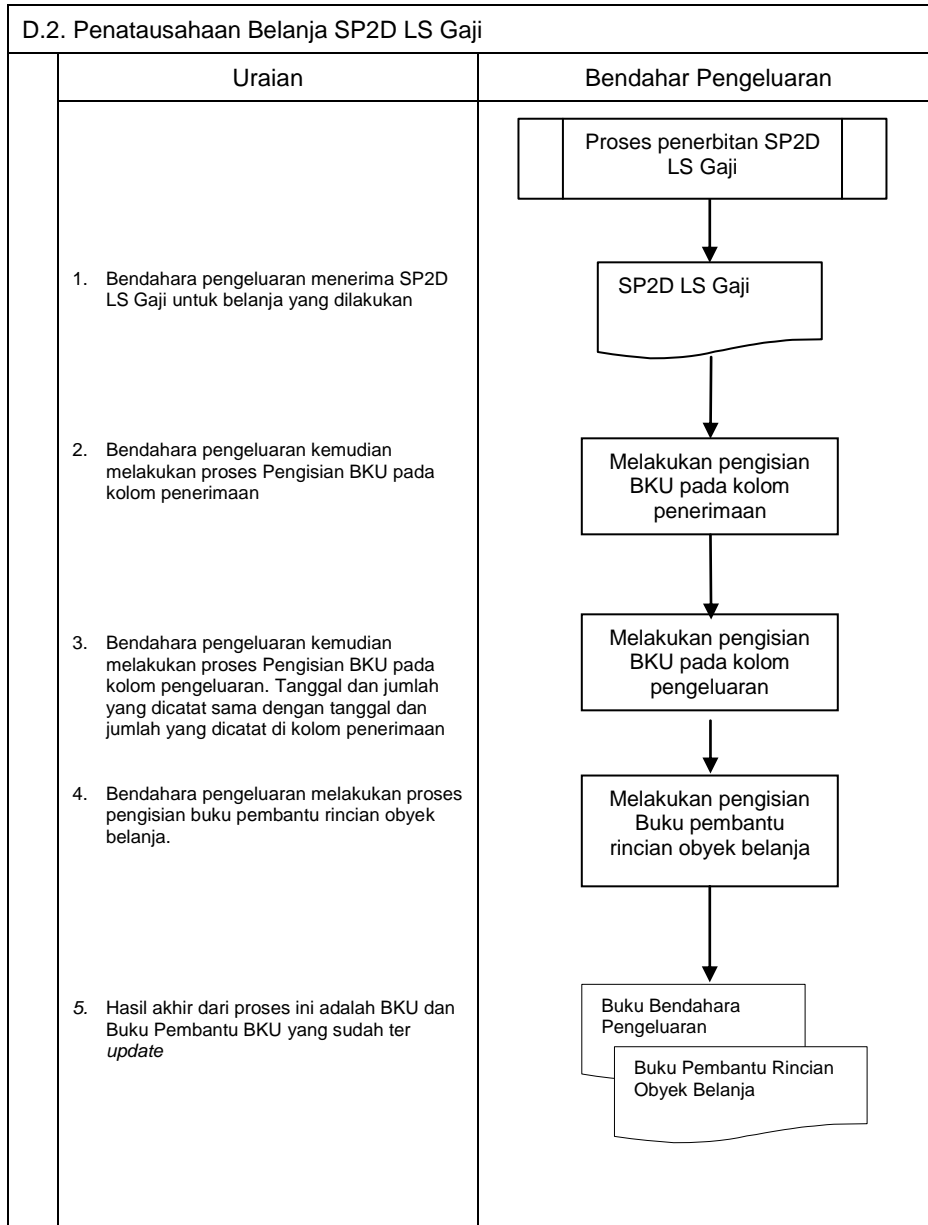 D.2. Penatausahaan Belanja SP2D LS Gaji
Uraian
Bendahar Pengeluaran
Proses penerbitan SP2D
LS Gaji
1. Bendahara pengeluaran menerima SP2D
LS Gaji untuk belanja yang dilakukan
SP2D LS Gaji
2. Bendahara pengeluaran kemudian
melakukan proses Pengisian BKU pada
kolom penerimaan
Melakukan pengisian
BKU pada kolom
penerimaan
3. Bendahara pengeluaran kemudian
melakukan proses Pengisian BKU pada
kolom pengeluaran. Tanggal dan jumlah
yang dicatat sama dengan tanggal dan
jumlah yang dicatat di kolom penerimaan
Melakukan pengisian
BKU pada kolom
pengeluaran
4. Bendahara pengeluaran melakukan proses
pengisian buku pembantu rincian obyek
belanja.
Melakukan pengisian
Buku pembantu
rincian obyek belanja
5. Hasil akhir dari proses ini adalah BKU dan
Buku Pembantu BKU yang sudah ter
update
Buku Bendahara
Pengeluaran
Buku Pembantu Rincian
Obyek Belanja